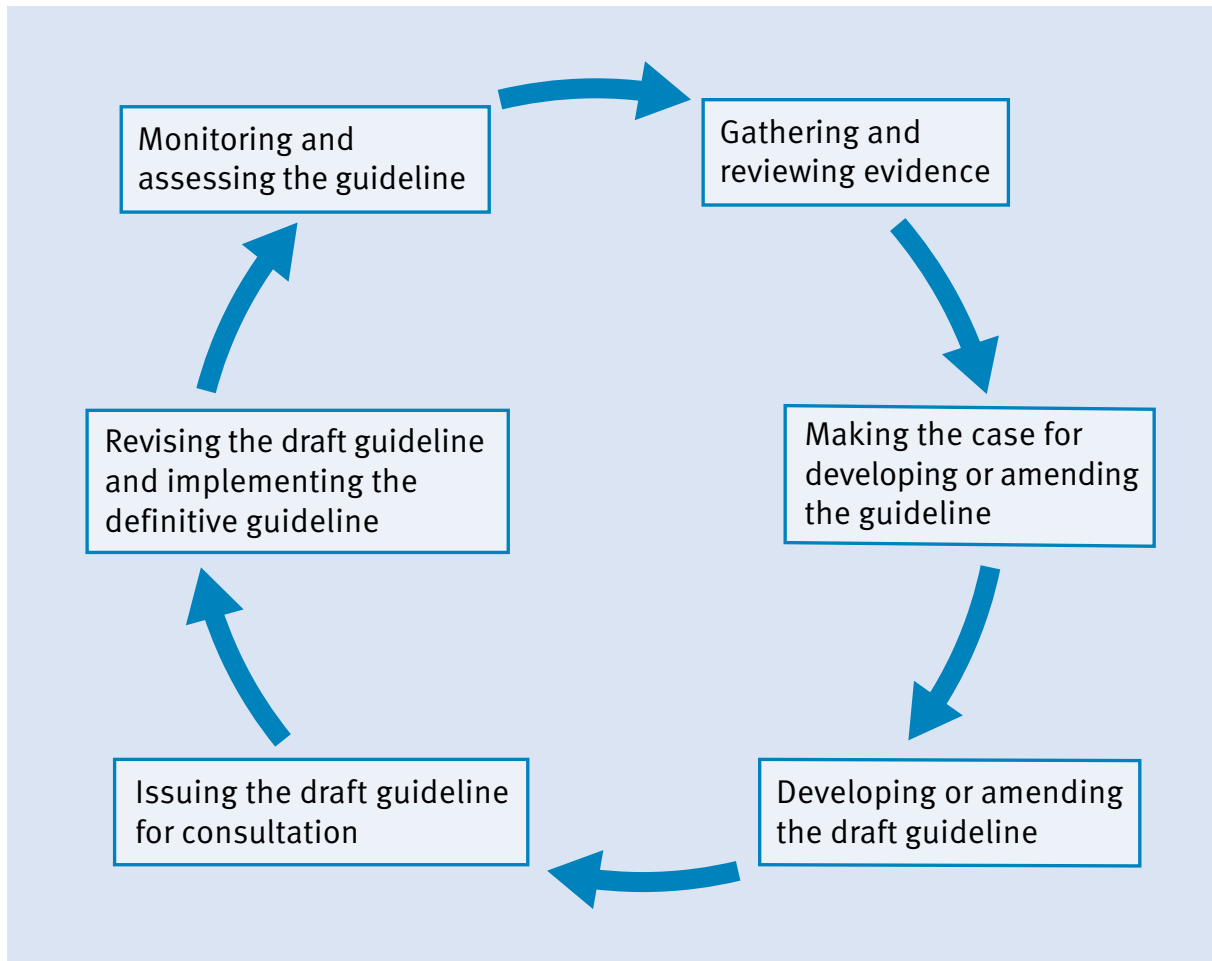 Monitoring and
assessing the guideline
Gathering and
reviewing evidence
Making the case for
developing or amending
the guideline
Developing or amending
the draft guideline
Issuing the draft guideline
for consultation
Revising the draft guideline
and implementing the
definitive guideline